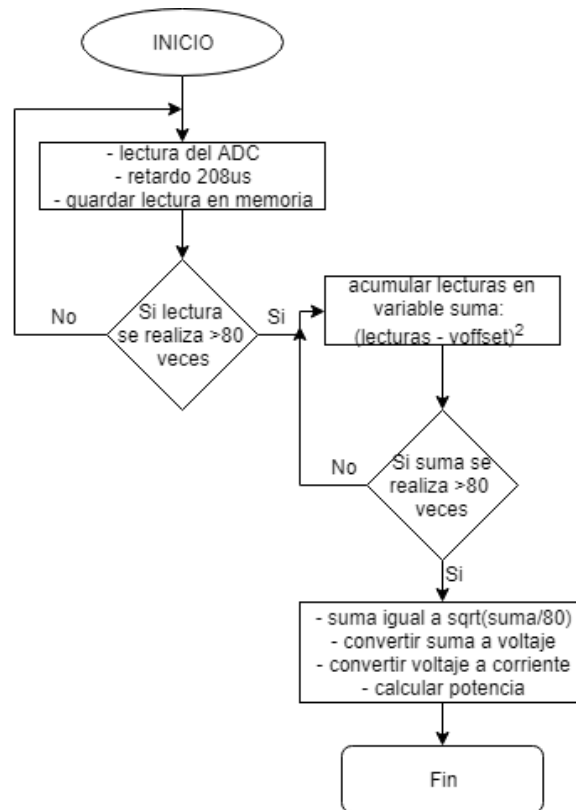 INICIO
- lectura del ADC
- retardo 208us
- guardar lectura en memoria
No
Si lectura
se realiza >80
veces
Si
acumular lecturas en
variable suma:
(lecturas - voffset)²
No
Si suma se
realiza >80
veces
Si
- suma igual a sqrt(suma/80)
- convertir suma a voltaje
- convertir voltaje a corriente
- calcular potencia
Fin